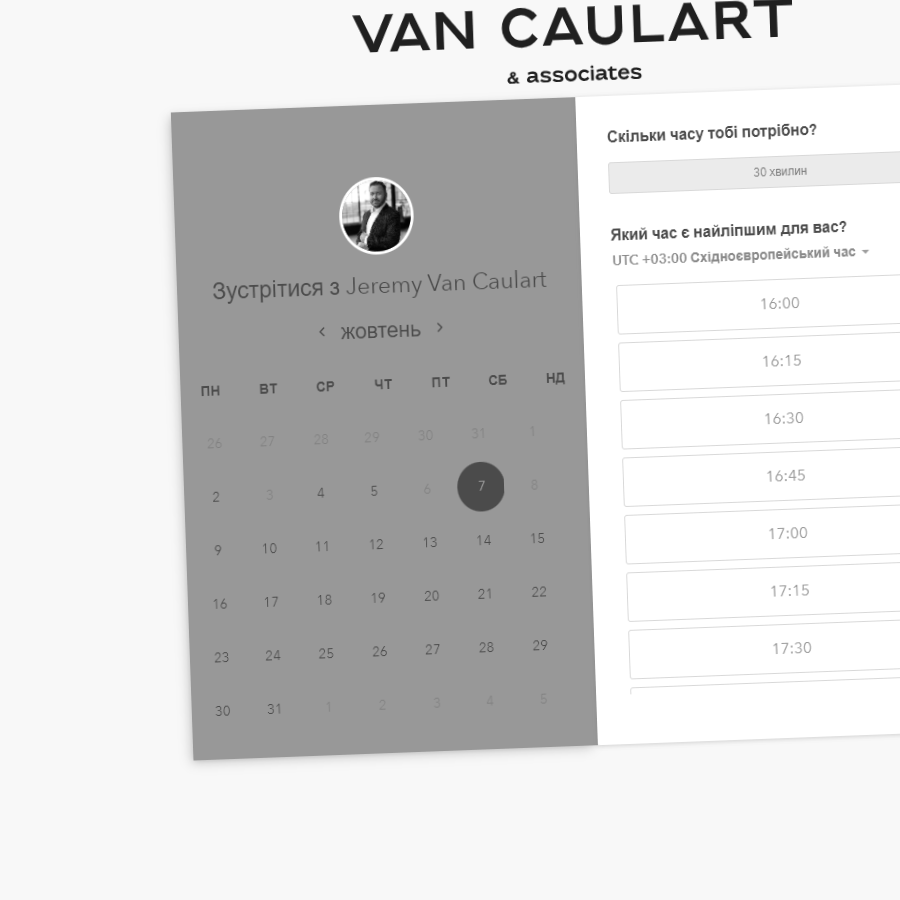 VAN CAULART
& associates
Зустрітися з Jeremy Van Caulart
‹ жовтень ›
ПН ВТ СР ЧТ ПТ СБ НД
26 27 28 29 30 31 1
2 3 4 5 6 7 8
9 10 11 12 13 14 15
16 17 18 19 20 21 22
23 24 25 26 27 28 29
30 31 1 2 3 4 5
Скільки часу тобі потрібно?
30 хвилин
Який час є найліпшим для вас?
UTC +03:00 Східноєвропейський час
16:00
16:15
16:30
16:45
17:00
17:15
17:30